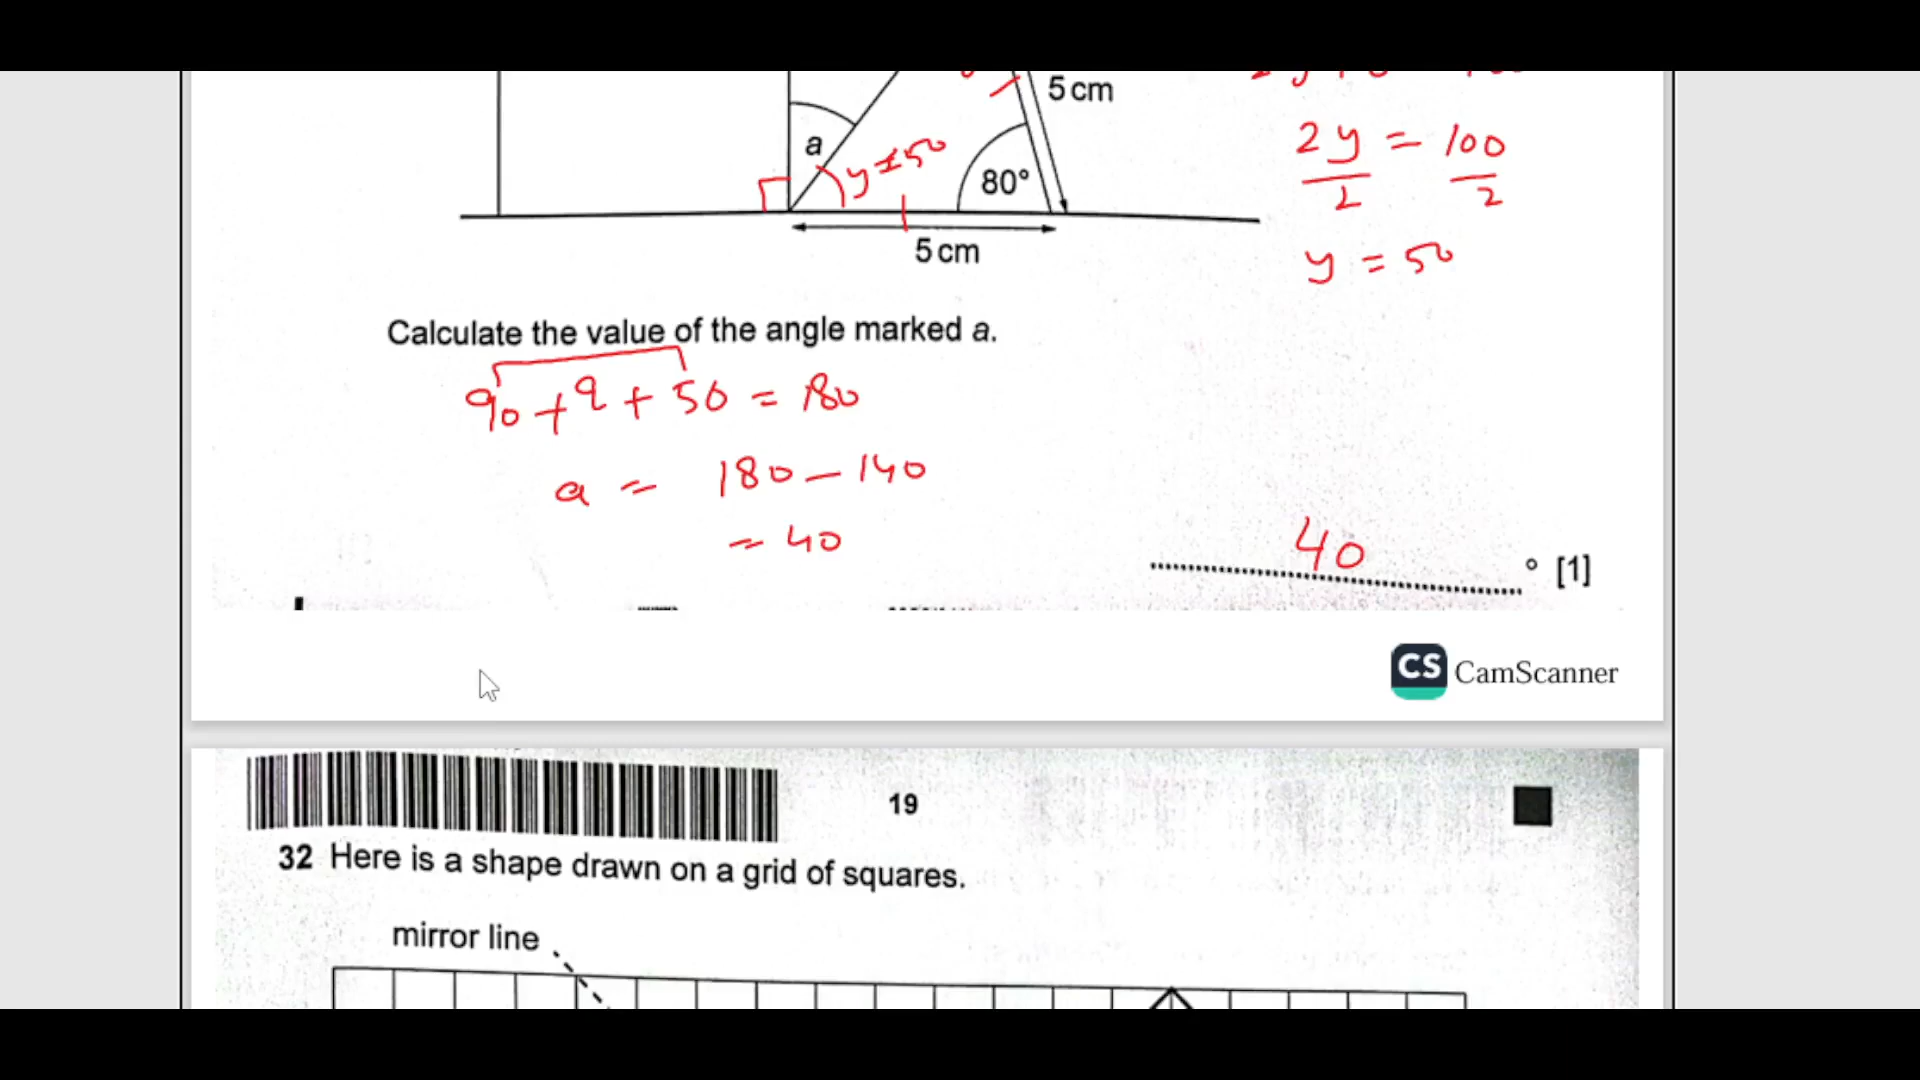 5 cm
2y = 100
2 2
a
y = 50
80°
y = 50
5 cm
Calculate the value of the angle marked a.
90 + a + 50 = 180
a = 180 - 140
= 40
40
° [1]
CS CamScanner
19
32 Here is a shape drawn on a grid of squares.
mirror line